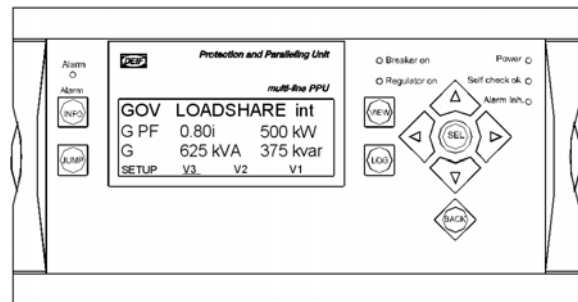 Alarm
Alarm
INFO
JUMP
DEIF
Protection and Paralleling Unit
multi-line PPU
GOV LOADSHARE int
G PF 0.80i 500 kW
G 625 kVA 375 kvar
SETUP V3 V2 V1
Breaker on
Regulator on
Power
Self check ok
Alarm Inh.
VIEW
LOG
SEL
BACK